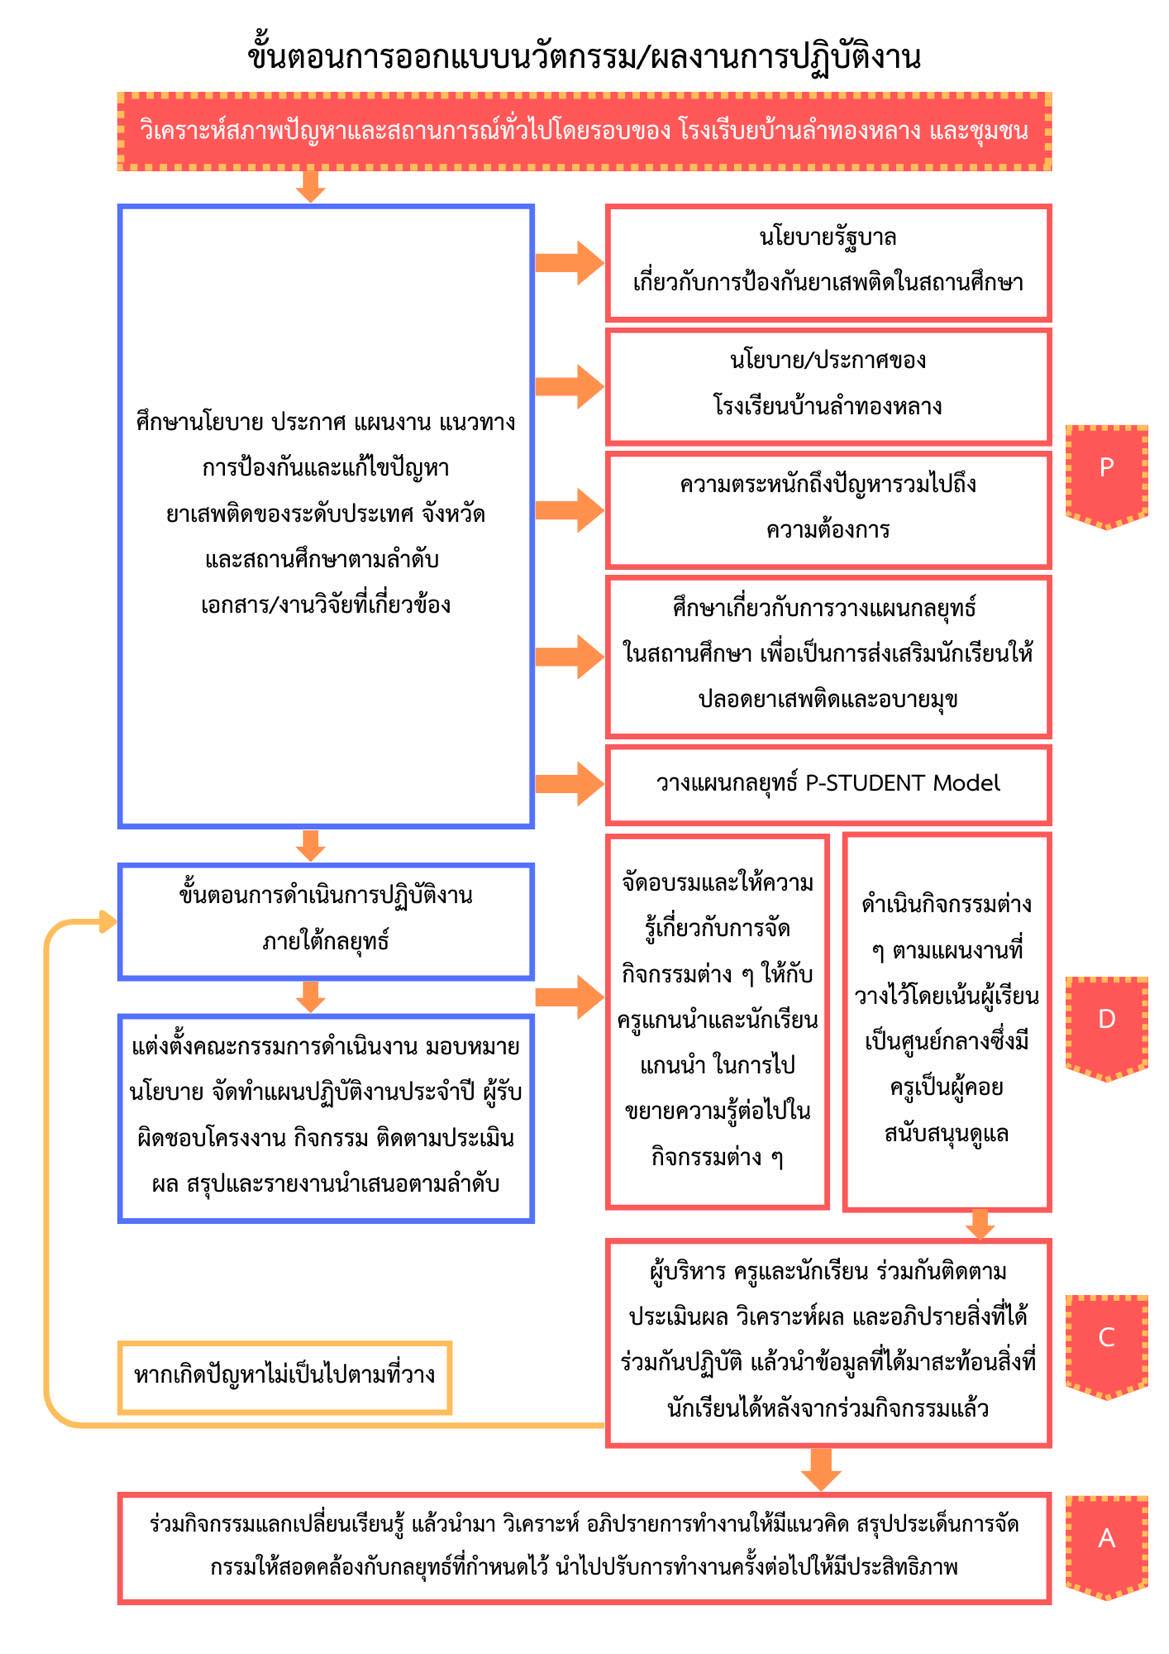 ขั้นตอนการออกแบบนวัตกรรม/ผลงานการปฏิบัติงาน
วิเคราะห์สภาพปัญหาและสถานการณ์ทั่วไปโดยรอบของ โรงเรีบยบ้านลำทองหลาง และชุมชน
ศึกษานโยบาย ประกาศ แผนงาน แนวทาง
การป้องกันและแก้ไขปัญหา
ยาเสพติดของระดับประเทศ จังหวัด
และสถานศึกษาตามลำดับ
เอกสาร/งานวิจัยที่เกี่ยวข้อง
นโยบายรัฐบาล
เกี่ยวกับการป้องกันยาเสพติดในสถานศึกษา
นโยบาย/ประกาศของ
โรงเรียนบ้านลำทองหลาง
ความตระหนักถึงปัญหารวมไปถึง
ความต้องการ
ศึกษาเกี่ยวกับการวางแผนกลยุทธ์
ในสถานศึกษา เพื่อเป็นการส่งเสริมนักเรียนให้
ปลอดยาเสพติดและอบายมุข
วางแผนกลยุทธ์ P-STUDENT Model
P
ขั้นตอนการดำเนินการปฏิบัติงาน
ภายใต้กลยุทธ์
แต่งตั้งคณะกรรมการดำเนินงาน มอบหมาย
นโยบาย จัดทำแผนปฏิบัติงานประจำปี ผู้รับ
ผิดชอบโครงงาน กิจกรรม ติดตามประเมิน
ผล สรุปและรายงานนำเสนอตามลำดับ
จัดอบรมและให้ความ
รู้เกี่ยวกับการจัด
กิจกรรมต่าง ๆ ให้กับ
ครูแกนนำและนักเรียน
แกนนำ ในการไป
ขยายความรู้ต่อไปใน
กิจกรรมต่าง ๆ
ดำเนินกิจกรรมต่าง
ๆ ตามแผนงานที่
วางไว้โดยเน้นผู้เรียน
เป็นศูนย์กลางซึ่งมี
ครูเป็นผู้คอย
สนับสนุนดูแล
D
ผู้บริหาร ครูและนักเรียน ร่วมกันติดตาม
ประเมินผล วิเคราะห์ผล และอภิปรายสิ่งที่ได้
ร่วมกันปฏิบัติ แล้วนำข้อมูลที่ได้มาสะท้อนสิ่งที่
นักเรียนได้หลังจากร่วมกิจกรรมแล้ว
C
หากเกิดปัญหาไม่เป็นไปตามที่วาง
ร่วมกิจกรรมแลกเปลี่ยนเรียนรู้ แล้วนำมา วิเคราะห์ อภิปรายการทำงานให้มีแนวคิด สรุปประเด็นการจัด
กรรมให้สอดคล้องกับกลยุทธ์ที่กำหนดไว้ นำไปปรับการทำงานครั้งต่อไปให้มีประสิทธิภาพ
A